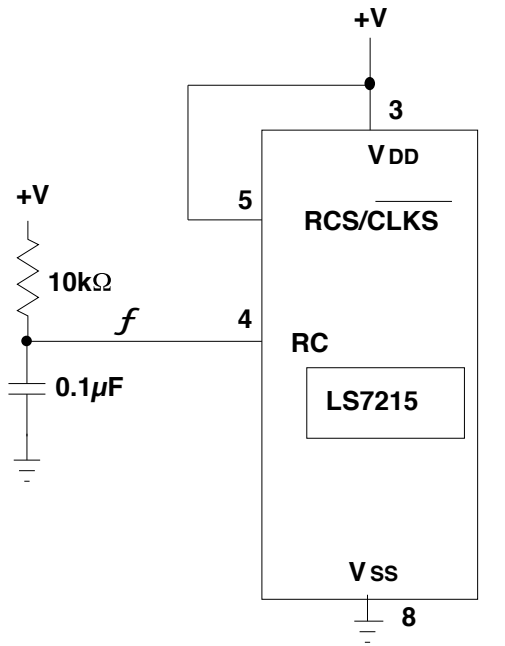 +V
3
VDD
+V
5
RCS/CLKS
10kΩ
f
4
RC
0.1µF
LS7215
VSS
8